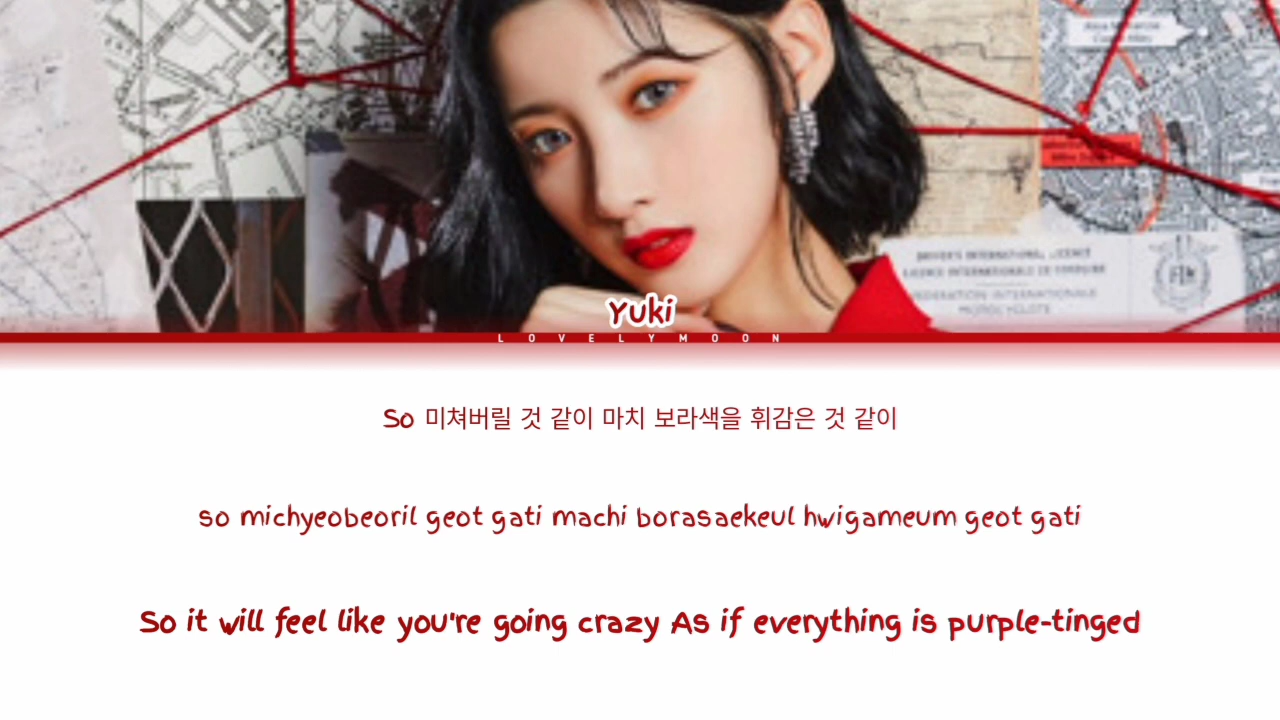 Yuki
LOVELYMOON
So 미쳐버릴 것 같이 마치 보라색을 휘감은 것 같이
so michyeobeoril geot gati machi borasaekeul hwigameum geot gati
So it will feel like you're going crazy As if everything is purple-tinged